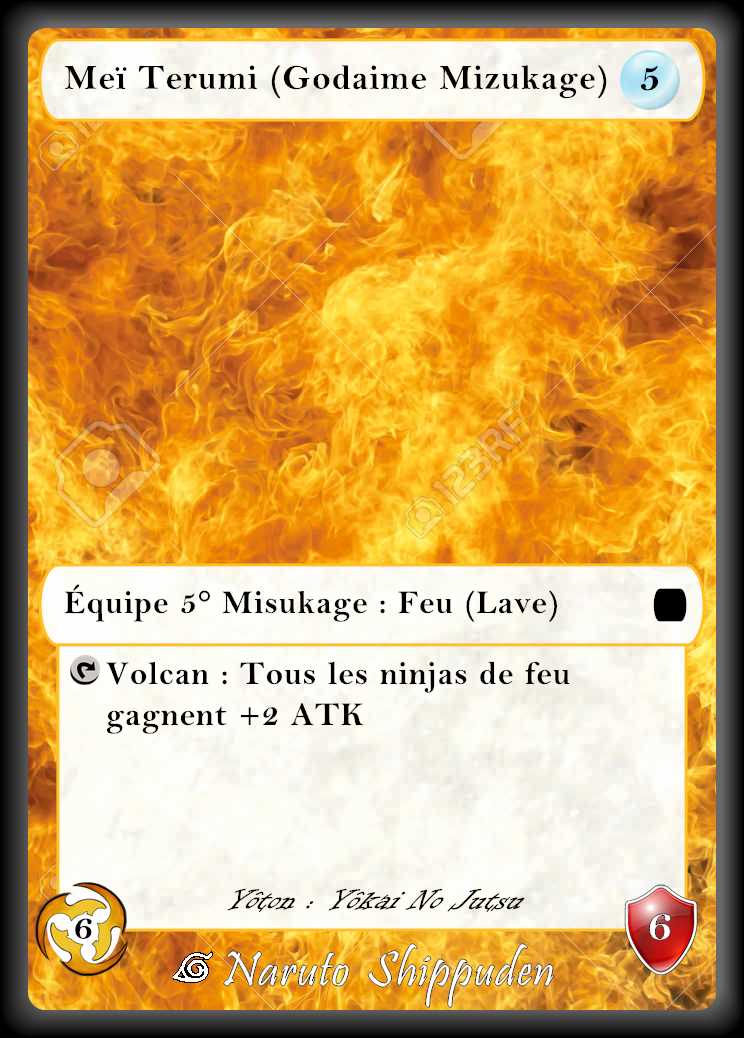 Meï Terumi (Godaime Mizukage) 5
123RF
Équipe 5° Misukage : Feu (Lave)
Volcan : Tous les ninjas de feu
gagnent +2 ATK
Yôton : Yôkai No Jutsu
6
6
Naruto Shippuden